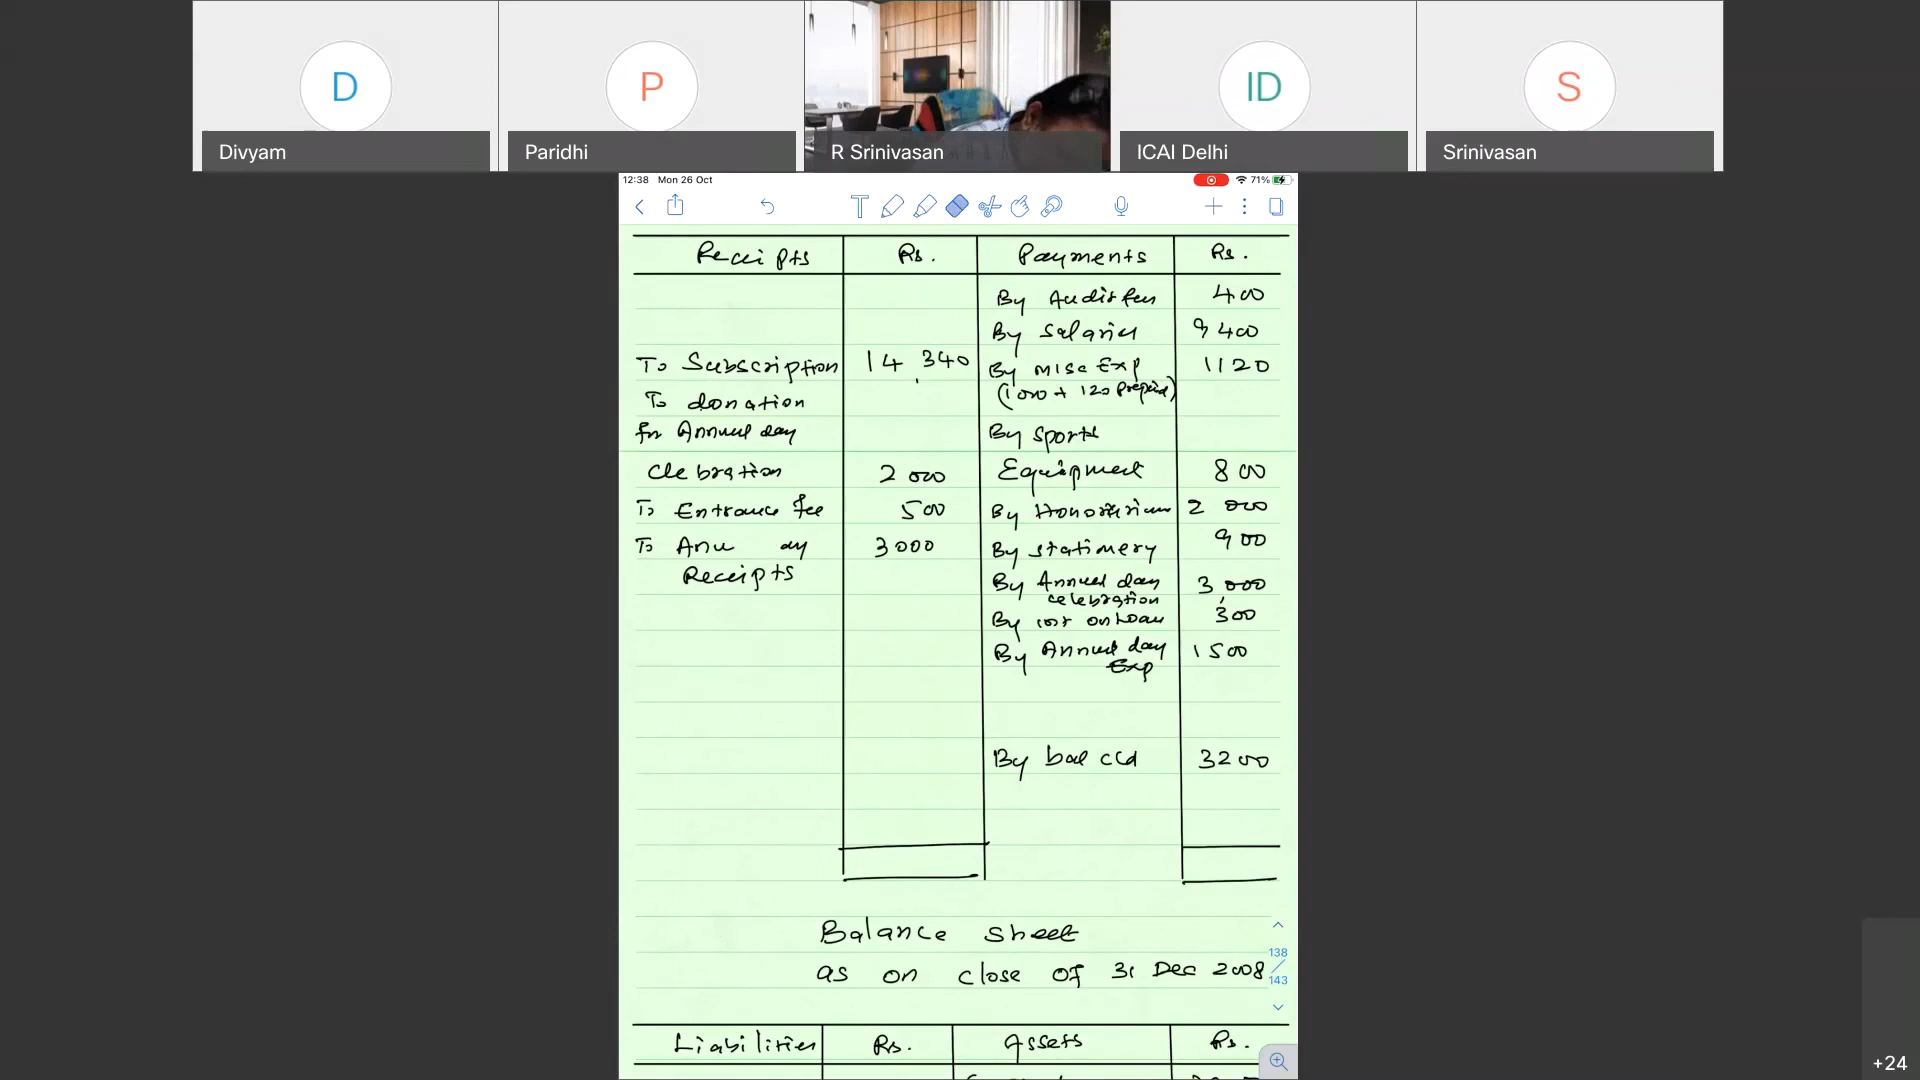 D
P
ID
S
Divyam
Paridhi
R Srinivasan
ICAI Delhi
Srinivasan
12:38 Mon 26 Oct
71%
T
Receipts Rs. Payments Rs.
By Audit fees 400
By Salaries 9400
To Subscription 14,340 By Misc Exp 1120
(1000 + 120 prepaid)
To donation
for Annual day By Sports
Celebration 2000 Equipment 800
To Entrance fee 500 By Honorarium 2000
To Annu ay 3000 By Stationery 900
Receipts
By Annual day 3,000
celebration
By int on Loan 300
By Annual day 1500
Exp
By bal c/d 3200
Balance sheet
as on close of 31 Dec 2008
138
143
Liabilities Rs. Assets Rs.
+24